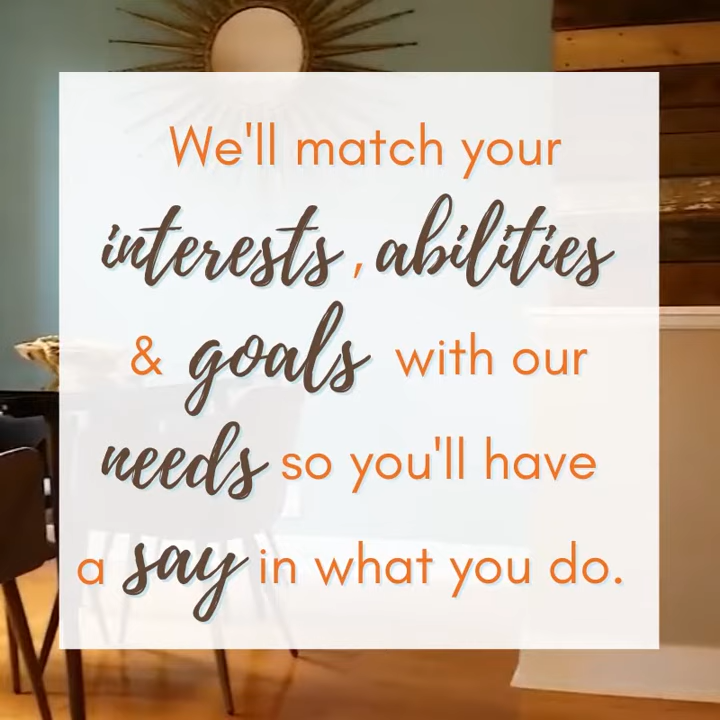 We'll match your
interests, abilities
& goals with our
needs so you'll have
a say in what you do.